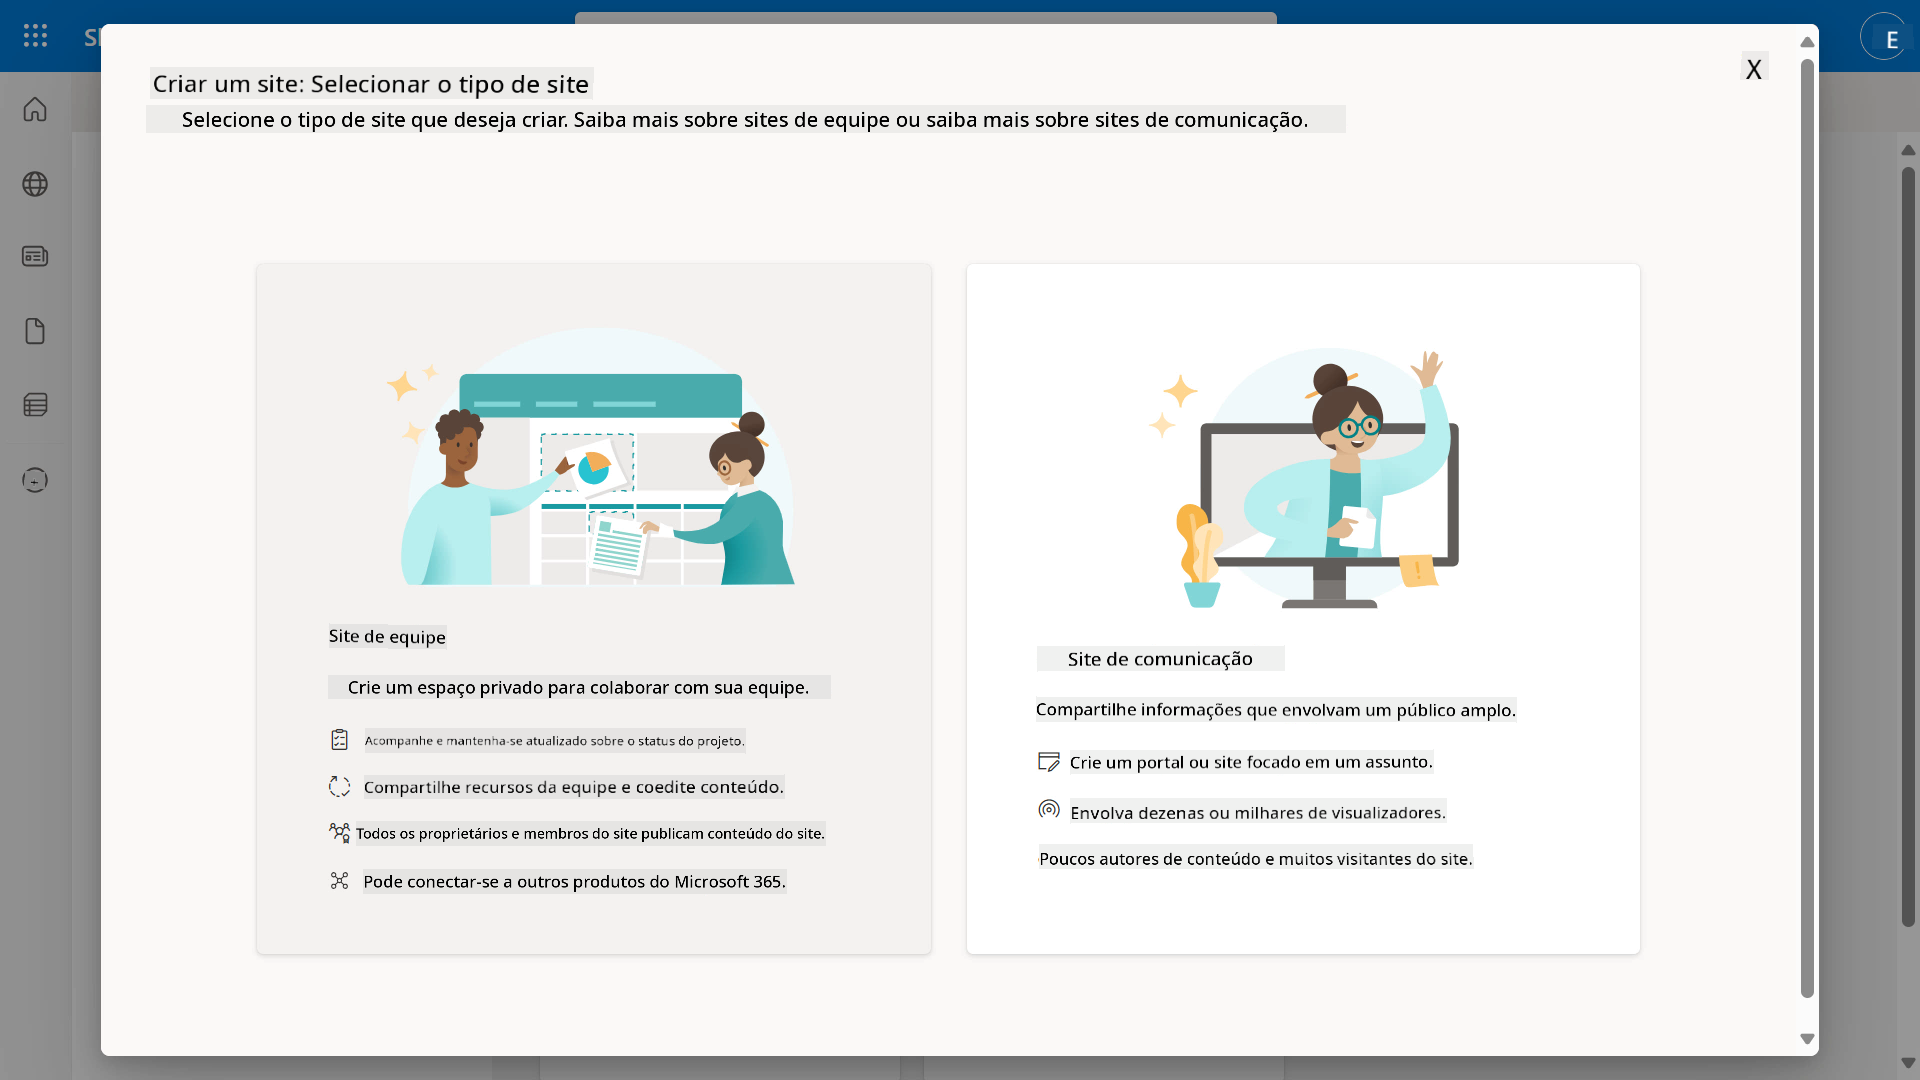 Criar um site: Selecionar o tipo de site
X
E
Selecione o tipo de site que deseja criar. Saiba mais sobre sites de equipe ou saiba mais sobre sites de comunicação.
Site de equipe
Crie um espaço privado para colaborar com sua equipe.
Acompanhe e mantenha-se atualizado sobre o status do projeto.
Compartilhe recursos da equipe e coedite conteúdo.
Todos os proprietários e membros do site publicam conteúdo do site.
Pode conectar-se a outros produtos do Microsoft 365.
Site de comunicação
Compartilhe informações que envolvam um público amplo.
Crie um portal ou site focado em um assunto.
Envolva dezenas ou milhares de visualizadores.
Poucos autores de conteúdo e muitos visitantes do site.